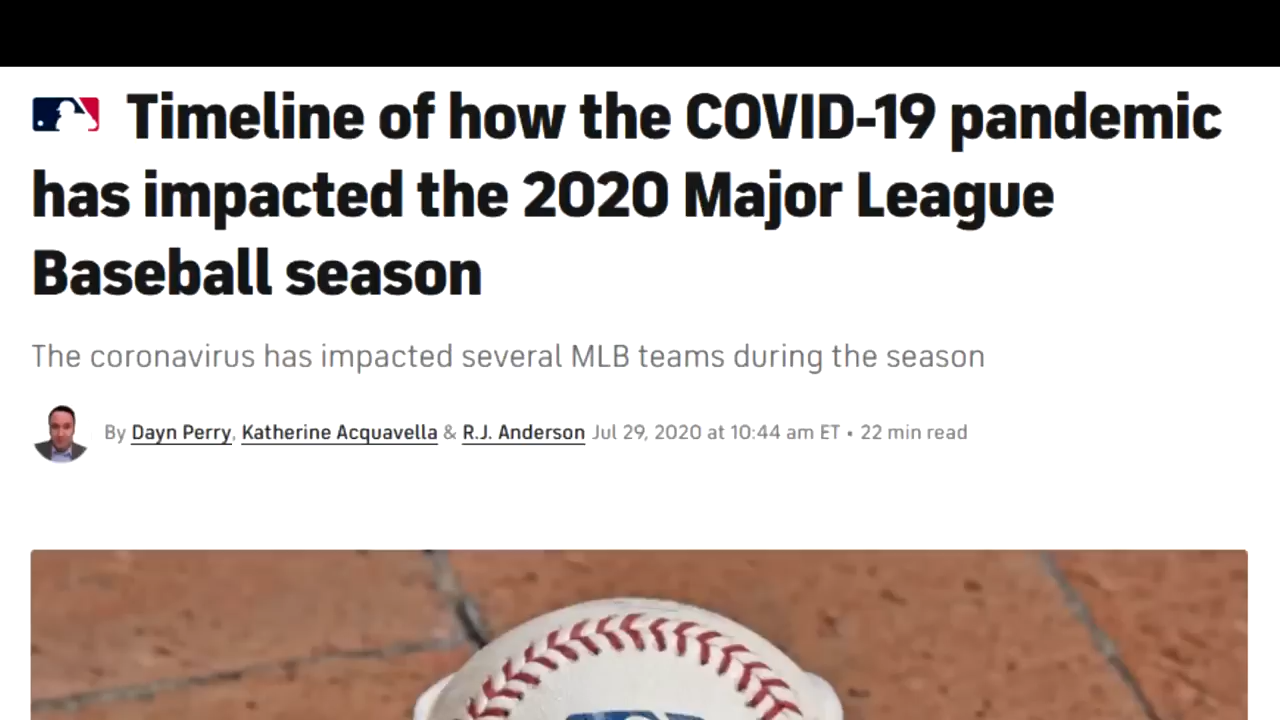 Timeline of how the COVID-19 pandemic
has impacted the 2020 Major League
Baseball season
The coronavirus has impacted several MLB teams during the season
By Dayn Perry, Katherine Acquavella & R.J. Anderson Jul 29, 2020 at 10:44 am ET • 22 min read